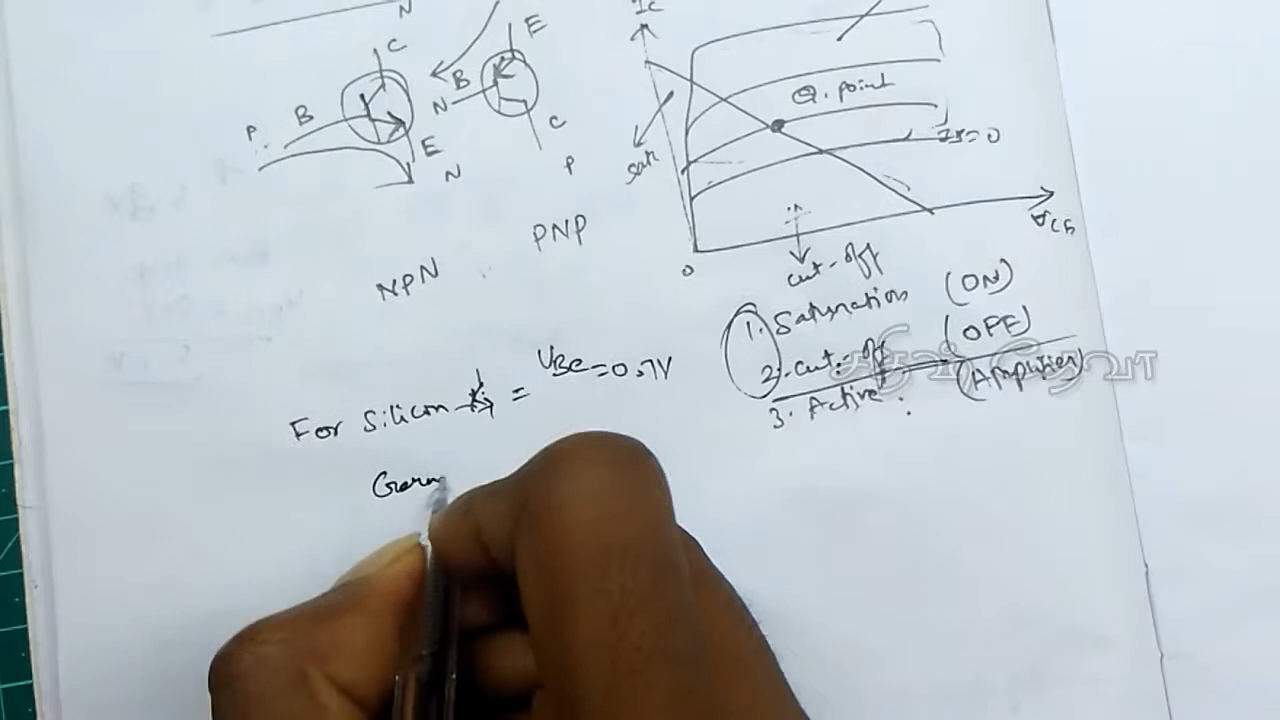 N
Ic
C
E
B
B
P.
N
E
N
C
P
Q. point
IB=0
Sat
VCE
0
cut-off
NPN
PNP
1. Saturation (ON)
2. cut-off (OFF)
3. Active. (Amplifier)
For Silicon = VBE=0.7V
Germ